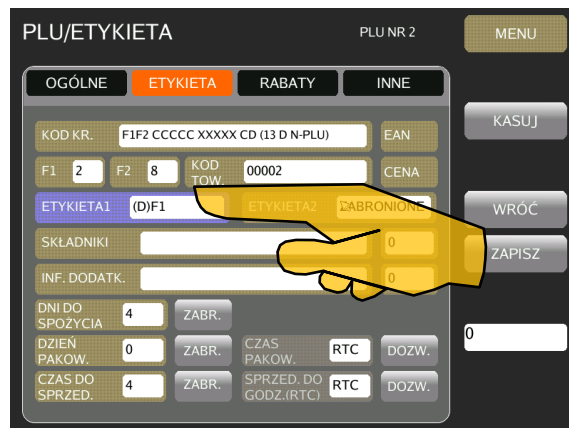 PLU/ETYKIETA PLU NR 2 MENU
OGÓLNE ETYKIETA RABATY INNE
KASUJ
KOD KR. F1F2 CCCCC XXXXX CD (13 D N-PLU) EAN
F1 2 F2 8 KOD TOW. 00002 CENA
ETYKIETA1 (D)F1 ETYKIETA2 ZABRONIONE WRÓĆ
SKŁADNIKI 0 ZAPISZ
INF. DODATK. 0
DNI DO SPOŻYCIA 4 ZABR.
0
DZIEŃ PAKOW. 0 ZABR. CZAS PAKOW. RTC DOZW.
CZAS DO SPRZED. 4 ZABR. SPRZED. DO GODZ.(RTC) RTC DOZW.